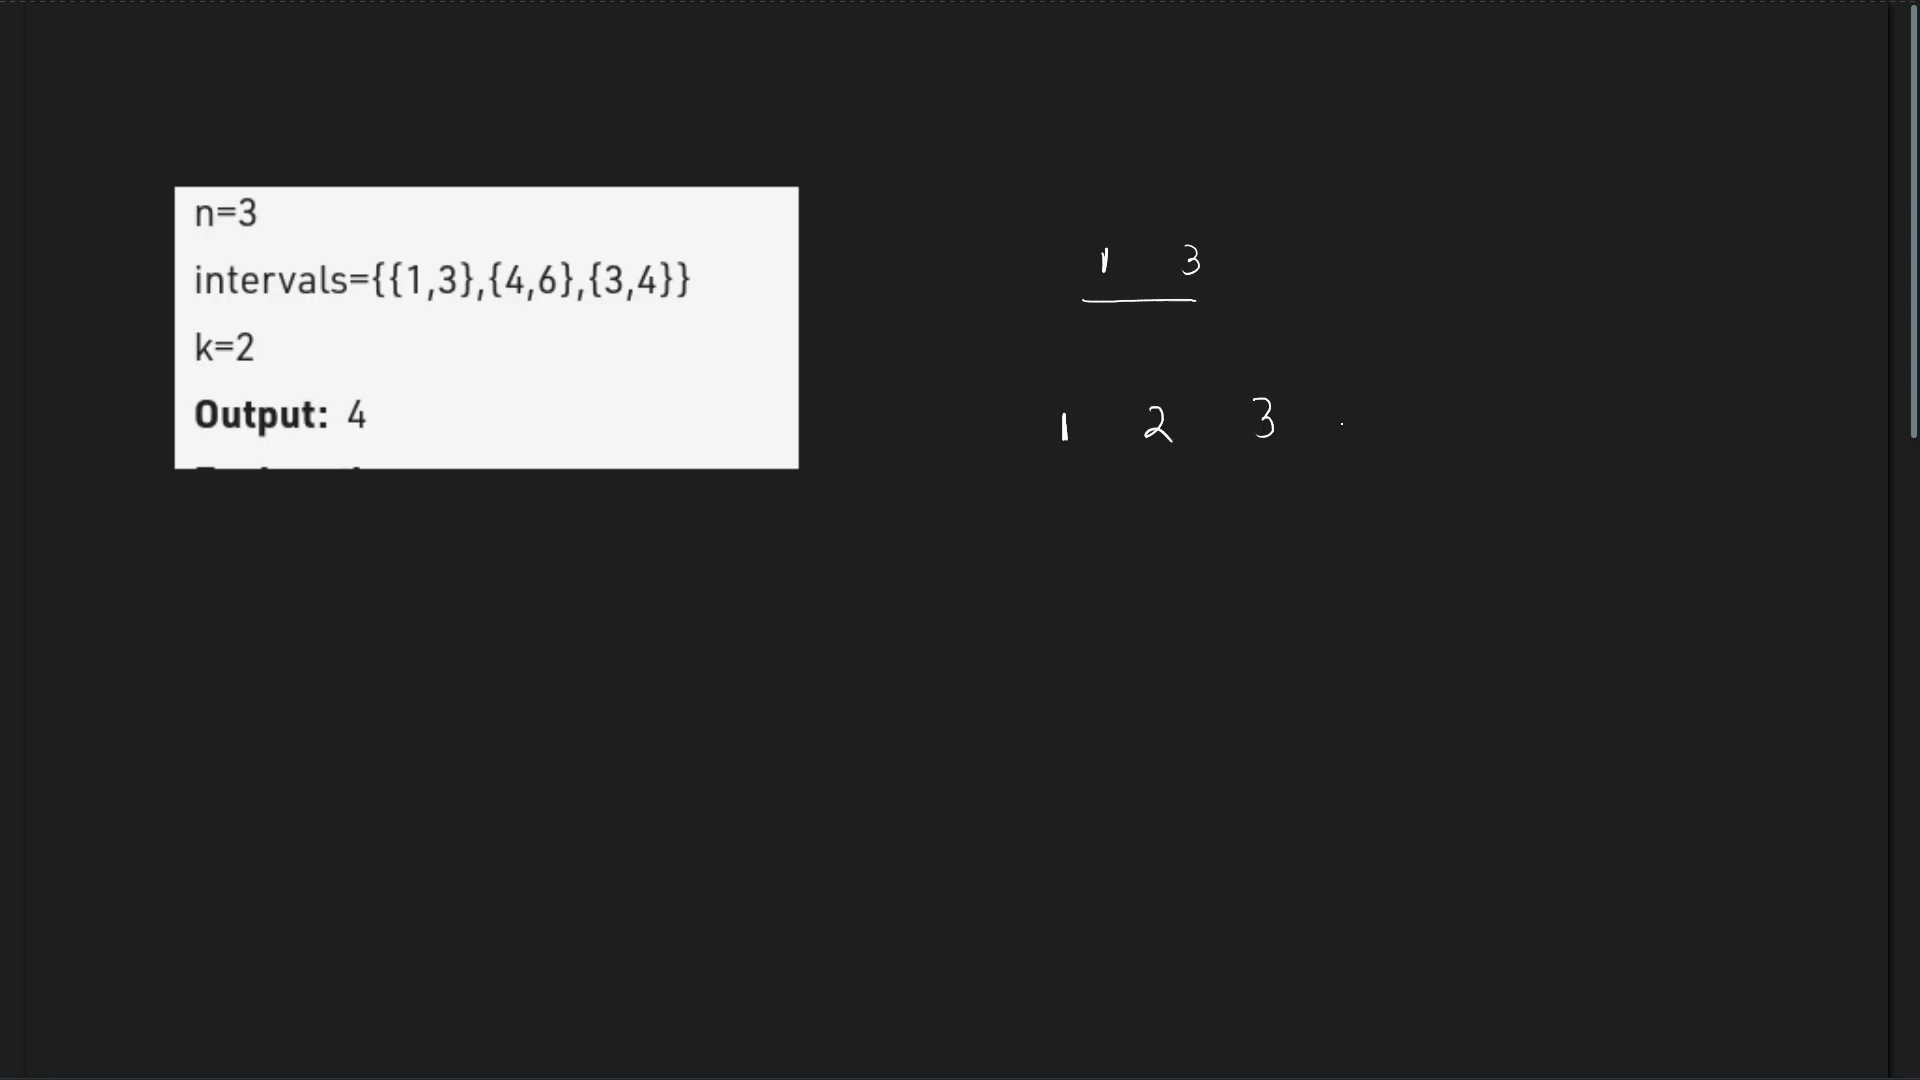 n=3
intervals={{1,3},{4,6},{3,4}}
k=2
Output: 4
1 3
1 2 3